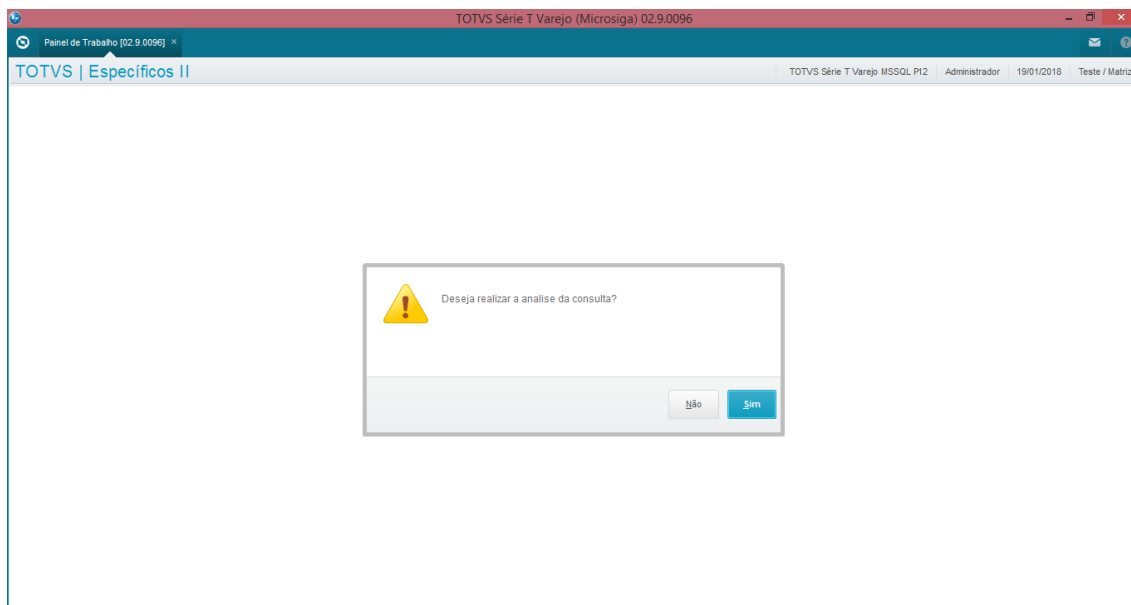 TOTVS Série T Varejo (Microsiga) 02.9.0096
Painel de Trabalho [02.9.0096] ×
TOTVS | Específicos II
TOTVS Série T Varejo MSSQL P12 Administrador 19/01/2018 Teste / Matriz
Deseja realizar a analise da consulta?
Não Sim